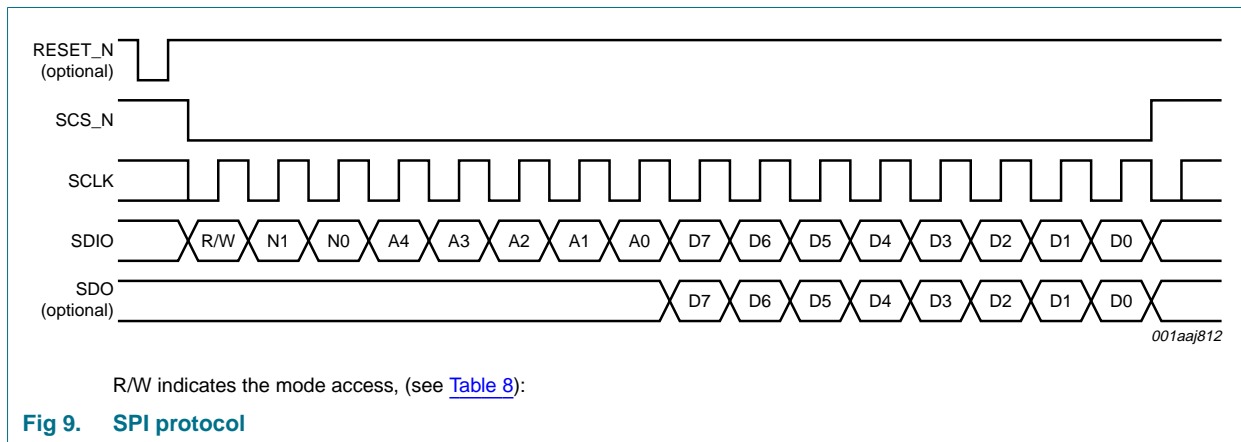 RESET_N
(optional)
SCS_N
SCLK
SDIO R/W N1 N0 A4 A3 A2 A1 A0 D7 D6 D5 D4 D3 D2 D1 D0
SDO
(optional)
D7 D6 D5 D4 D3 D2 D1 D0
001aaj812
R/W indicates the mode access, (see Table 8):
Fig 9. SPI protocol